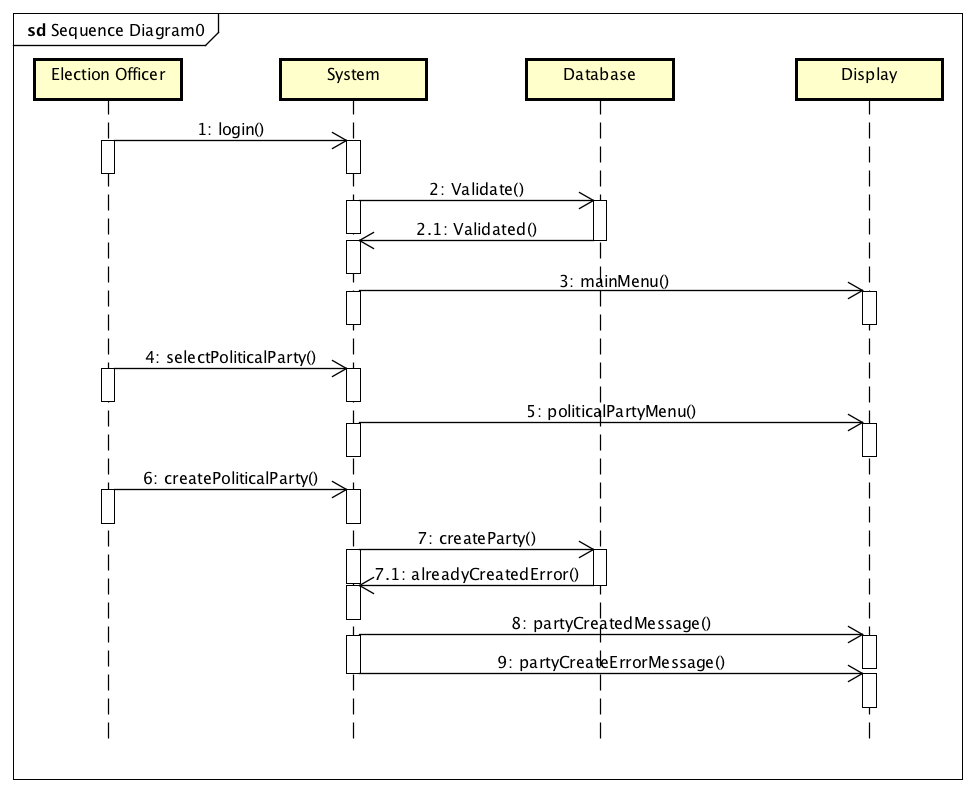 sd Sequence Diagram0
Election Officer
System
Database
Display
1: login()
2: Validate()
2.1: Validated()
3: mainMenu()
4: selectPoliticalParty()
5: politicalPartyMenu()
6: createPoliticalParty()
7: createParty()
7.1: alreadyCreatedError()
8: partyCreatedMessage()
9: partyCreateErrorMessage()